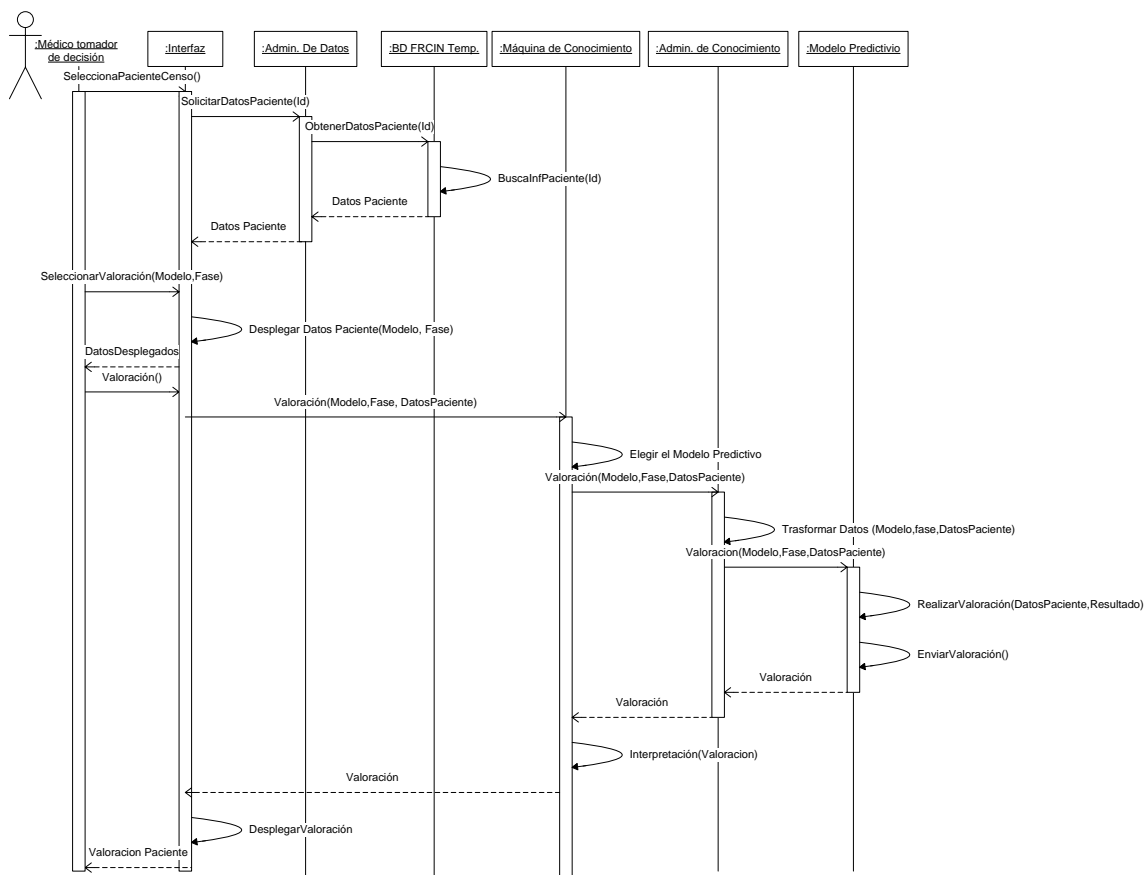 :Médico tomador
de decisión
:Interfaz
:Admin. De Datos
:BD FRCIN Temp.
:Máquina de Conocimiento
:Admin. de Conocimiento
:Modelo Predictivio
SeleccionaPacienteCenso()
SolicitarDatosPaciente(Id)
ObtenerDatosPaciente(Id)
BuscaInfPaciente(Id)
Datos Paciente
Datos Paciente
SeleccionarValoración(Modelo,Fase)
Desplegar Datos Paciente(Modelo, Fase)
DatosDesplegados
Valoración()
Valoración(Modelo,Fase, DatosPaciente)
Elegir el Modelo Predictivo
Valoración(Modelo,Fase,DatosPaciente)
Trasformar Datos (Modelo,fase,DatosPaciente)
Valoracion(Modelo,Fase,DatosPaciente)
RealizarValoración(DatosPaciente,Resultado)
EnviarValoración()
Valoración
Valoración
Interpretación(Valoracion)
Valoración
DesplegarValoración
Valoracion Paciente